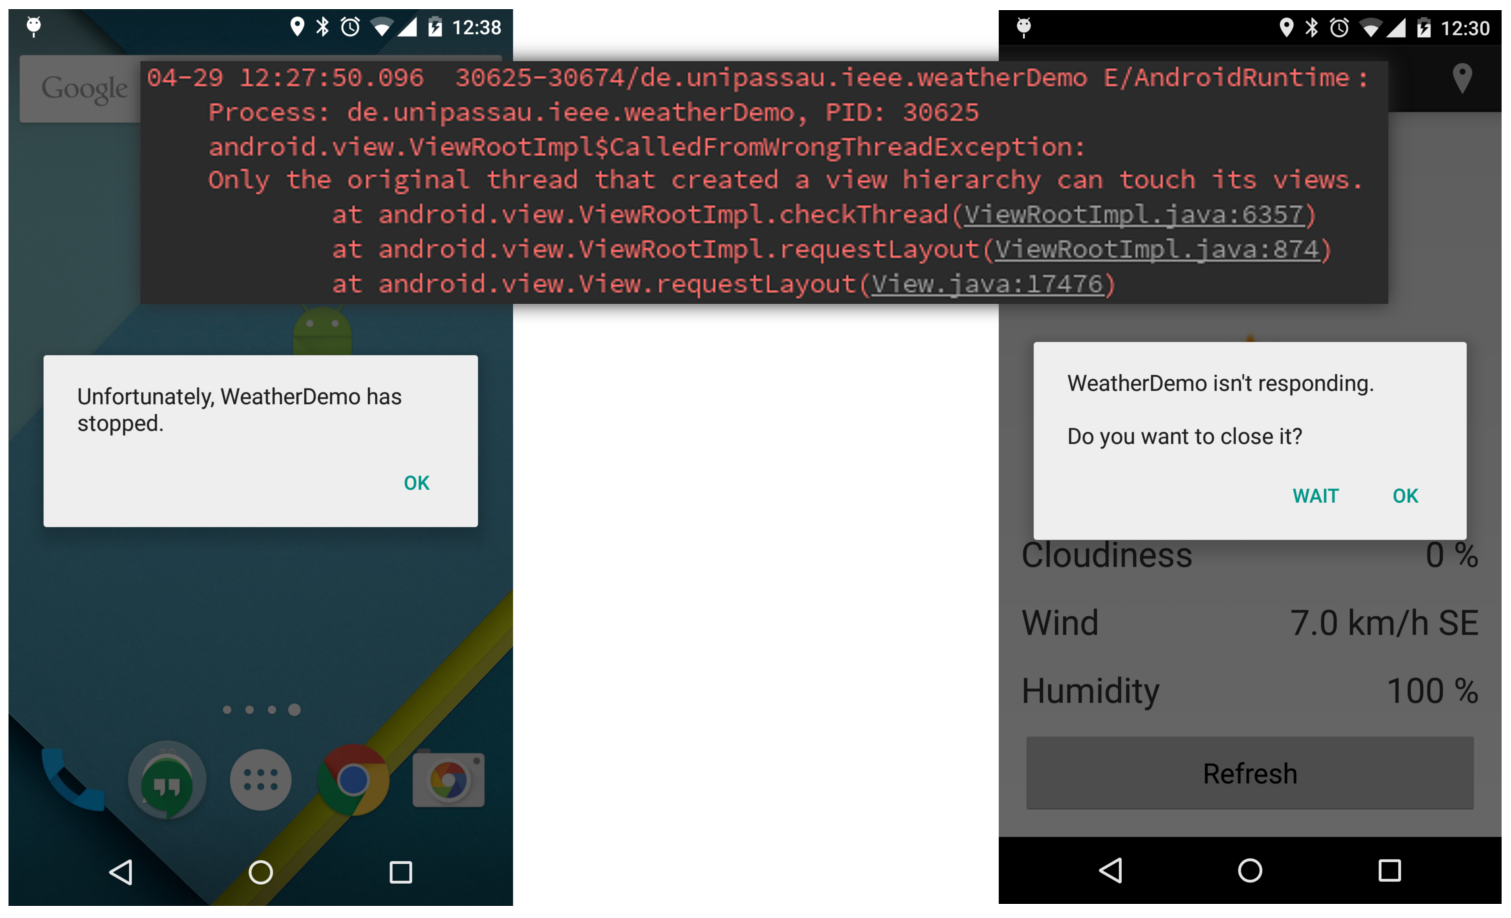 12:38
Google
04-29 12:27:50.096  30625-30674/de.unipassau.ieee.weatherDemo E/AndroidRuntime:
Process: de.unipassau.ieee.weatherDemo, PID: 30625
android.view.ViewRootImpl$CalledFromWrongThreadException:
Only the original thread that created a view hierarchy can touch its views.
at android.view.ViewRootImpl.checkThread(ViewRootImpl.java:6357)
at android.view.ViewRootImpl.requestLayout(ViewRootImpl.java:874)
at android.view.View.requestLayout(View.java:17476)
Unfortunately, WeatherDemo has
stopped.
OK
12:30
WeatherDemo isn't responding.
Do you want to close it?
WAIT OK
Cloudiness 0 %
Wind 7.0 km/h SE
Humidity 100 %
Refresh